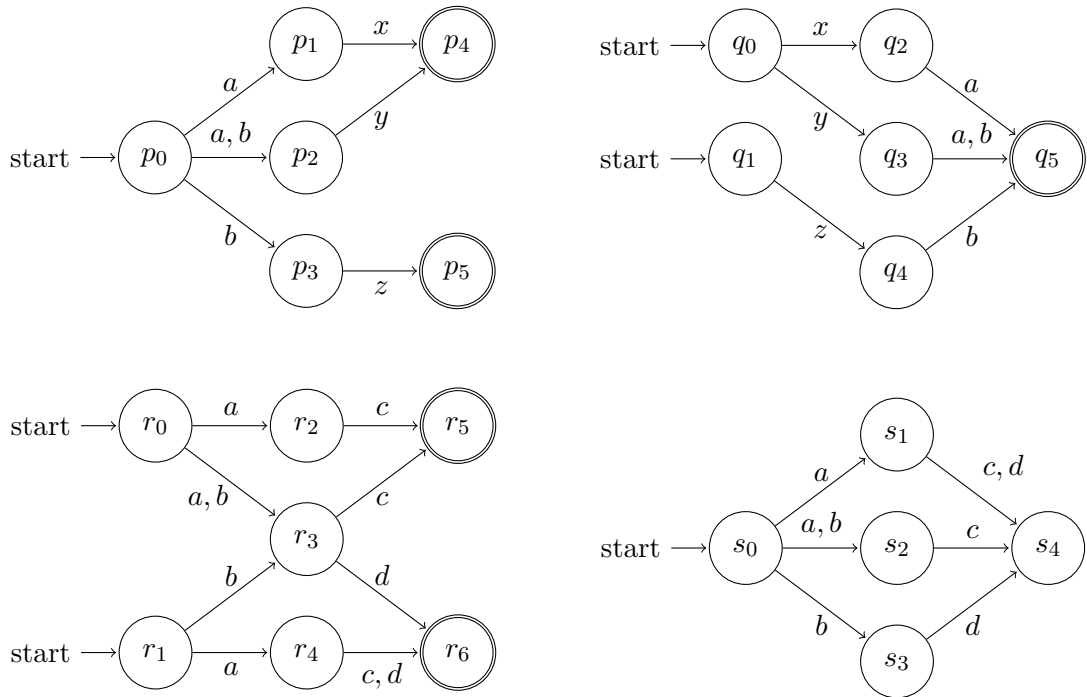 p₁ x p₄
a
start p₀ a, b p₂ y
b
p₃ z p₅
start q₀ x q₂
a
y
start q₁ q₃ a, b q₅
z q₄ b
start r₀ a r₂ c r₅
a, b r₃ c
b d
start r₁ a r₄ c, d r₆
s₁
a c, d
start s₀ a, b s₂ c s₄
b d
s₃